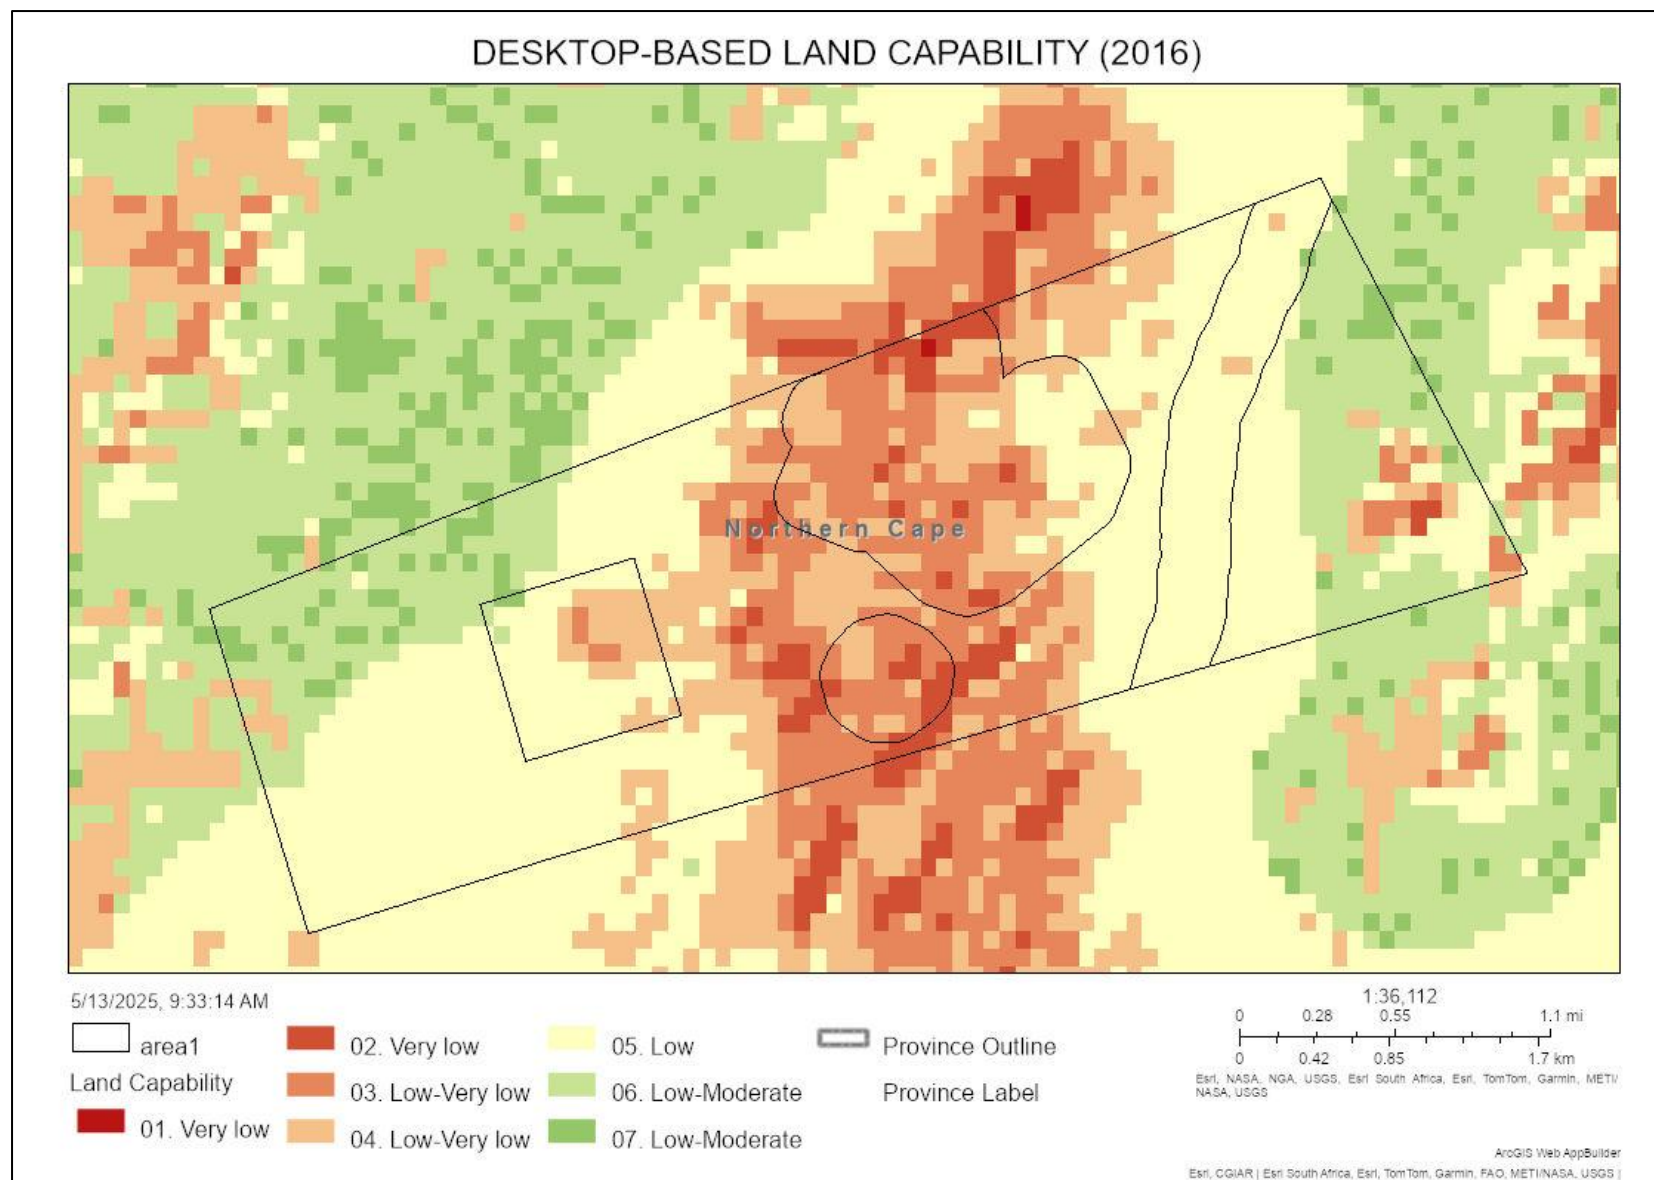 DESKTOP-BASED LAND CAPABILITY (2016)
Northern Cape
5/13/2025, 9:33:14 AM
area1
Land Capability
01. Very low
02. Very low
03. Low-Very low
04. Low-Very low
05. Low
06. Low-Moderate
07. Low-Moderate
Province Outline
Province Label
1:36,112
0 0.28 0.55 1.1 mi
0 0.42 0.85 1.7 km
Esri, NASA, NGA, USGS, Esri South Africa, Esri, TomTom, Garmin, METI/
NASA, USGS
ArcGIS Web AppBuilder
Esri, CGIAR | Esri South Africa, Esri, TomTom, Garmin, FAO, METI/NASA, USGS |